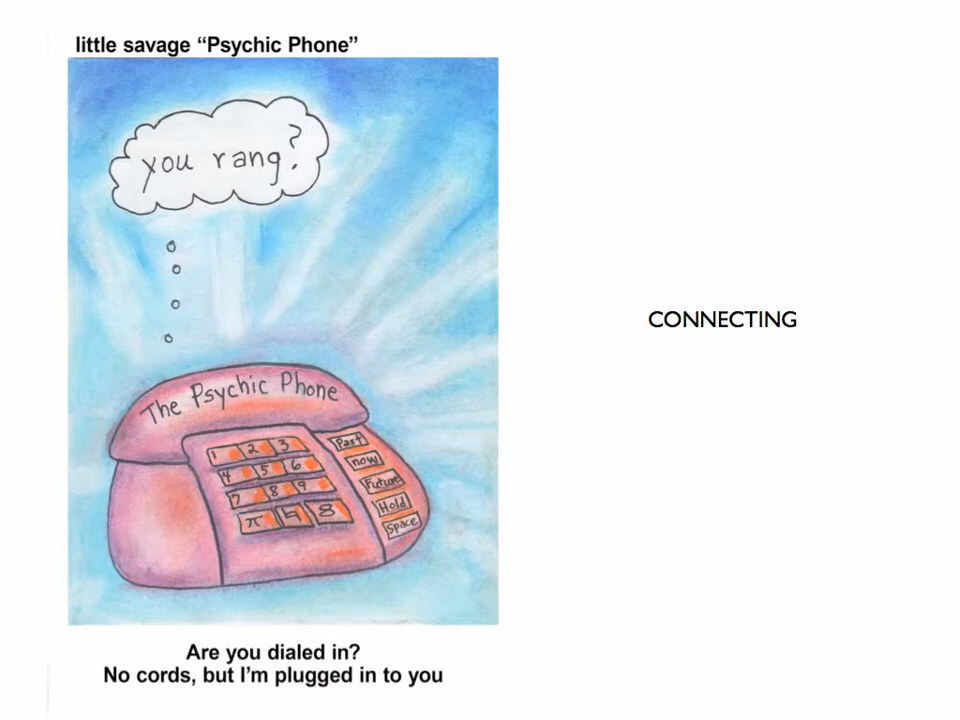 little savage “Psychic Phone”
you rang?
The Psychic Phone
1 2 3
4 5 6
7 8 9
π 4 8
Past
now
Future
Hold
Space
Are you dialed in?
No cords, but I’m plugged in to you
CONNECTING